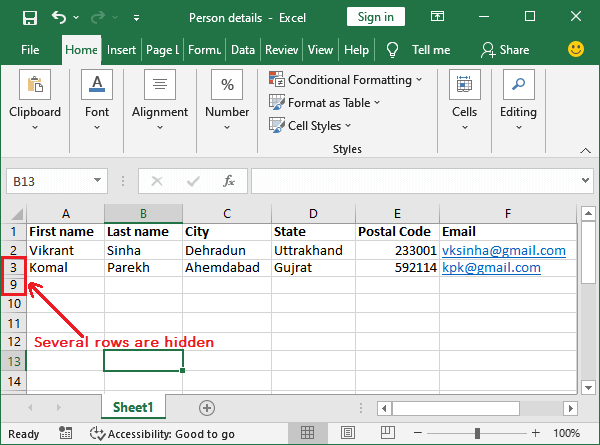 Person details - Excel Sign in
File Home Insert Page L Formu Data Review View Help Tell me Share
Clipboard Font Alignment Number Conditional Formatting Format as Table Cell Styles Cells Editing
Styles
B13 fx
A B C D E F
1 First name Last name City State Postal Code Email
2 Vikrant Sinha Dehradun Uttrakhand 233001 vksinha@gmail.com
3 Komal Parekh Ahemdabad Gujrat 592114 kpk@gmail.com
9
10
11
12 Several rows are hidden
13
14
Sheet1
Ready Accessibility: Good to go 100%